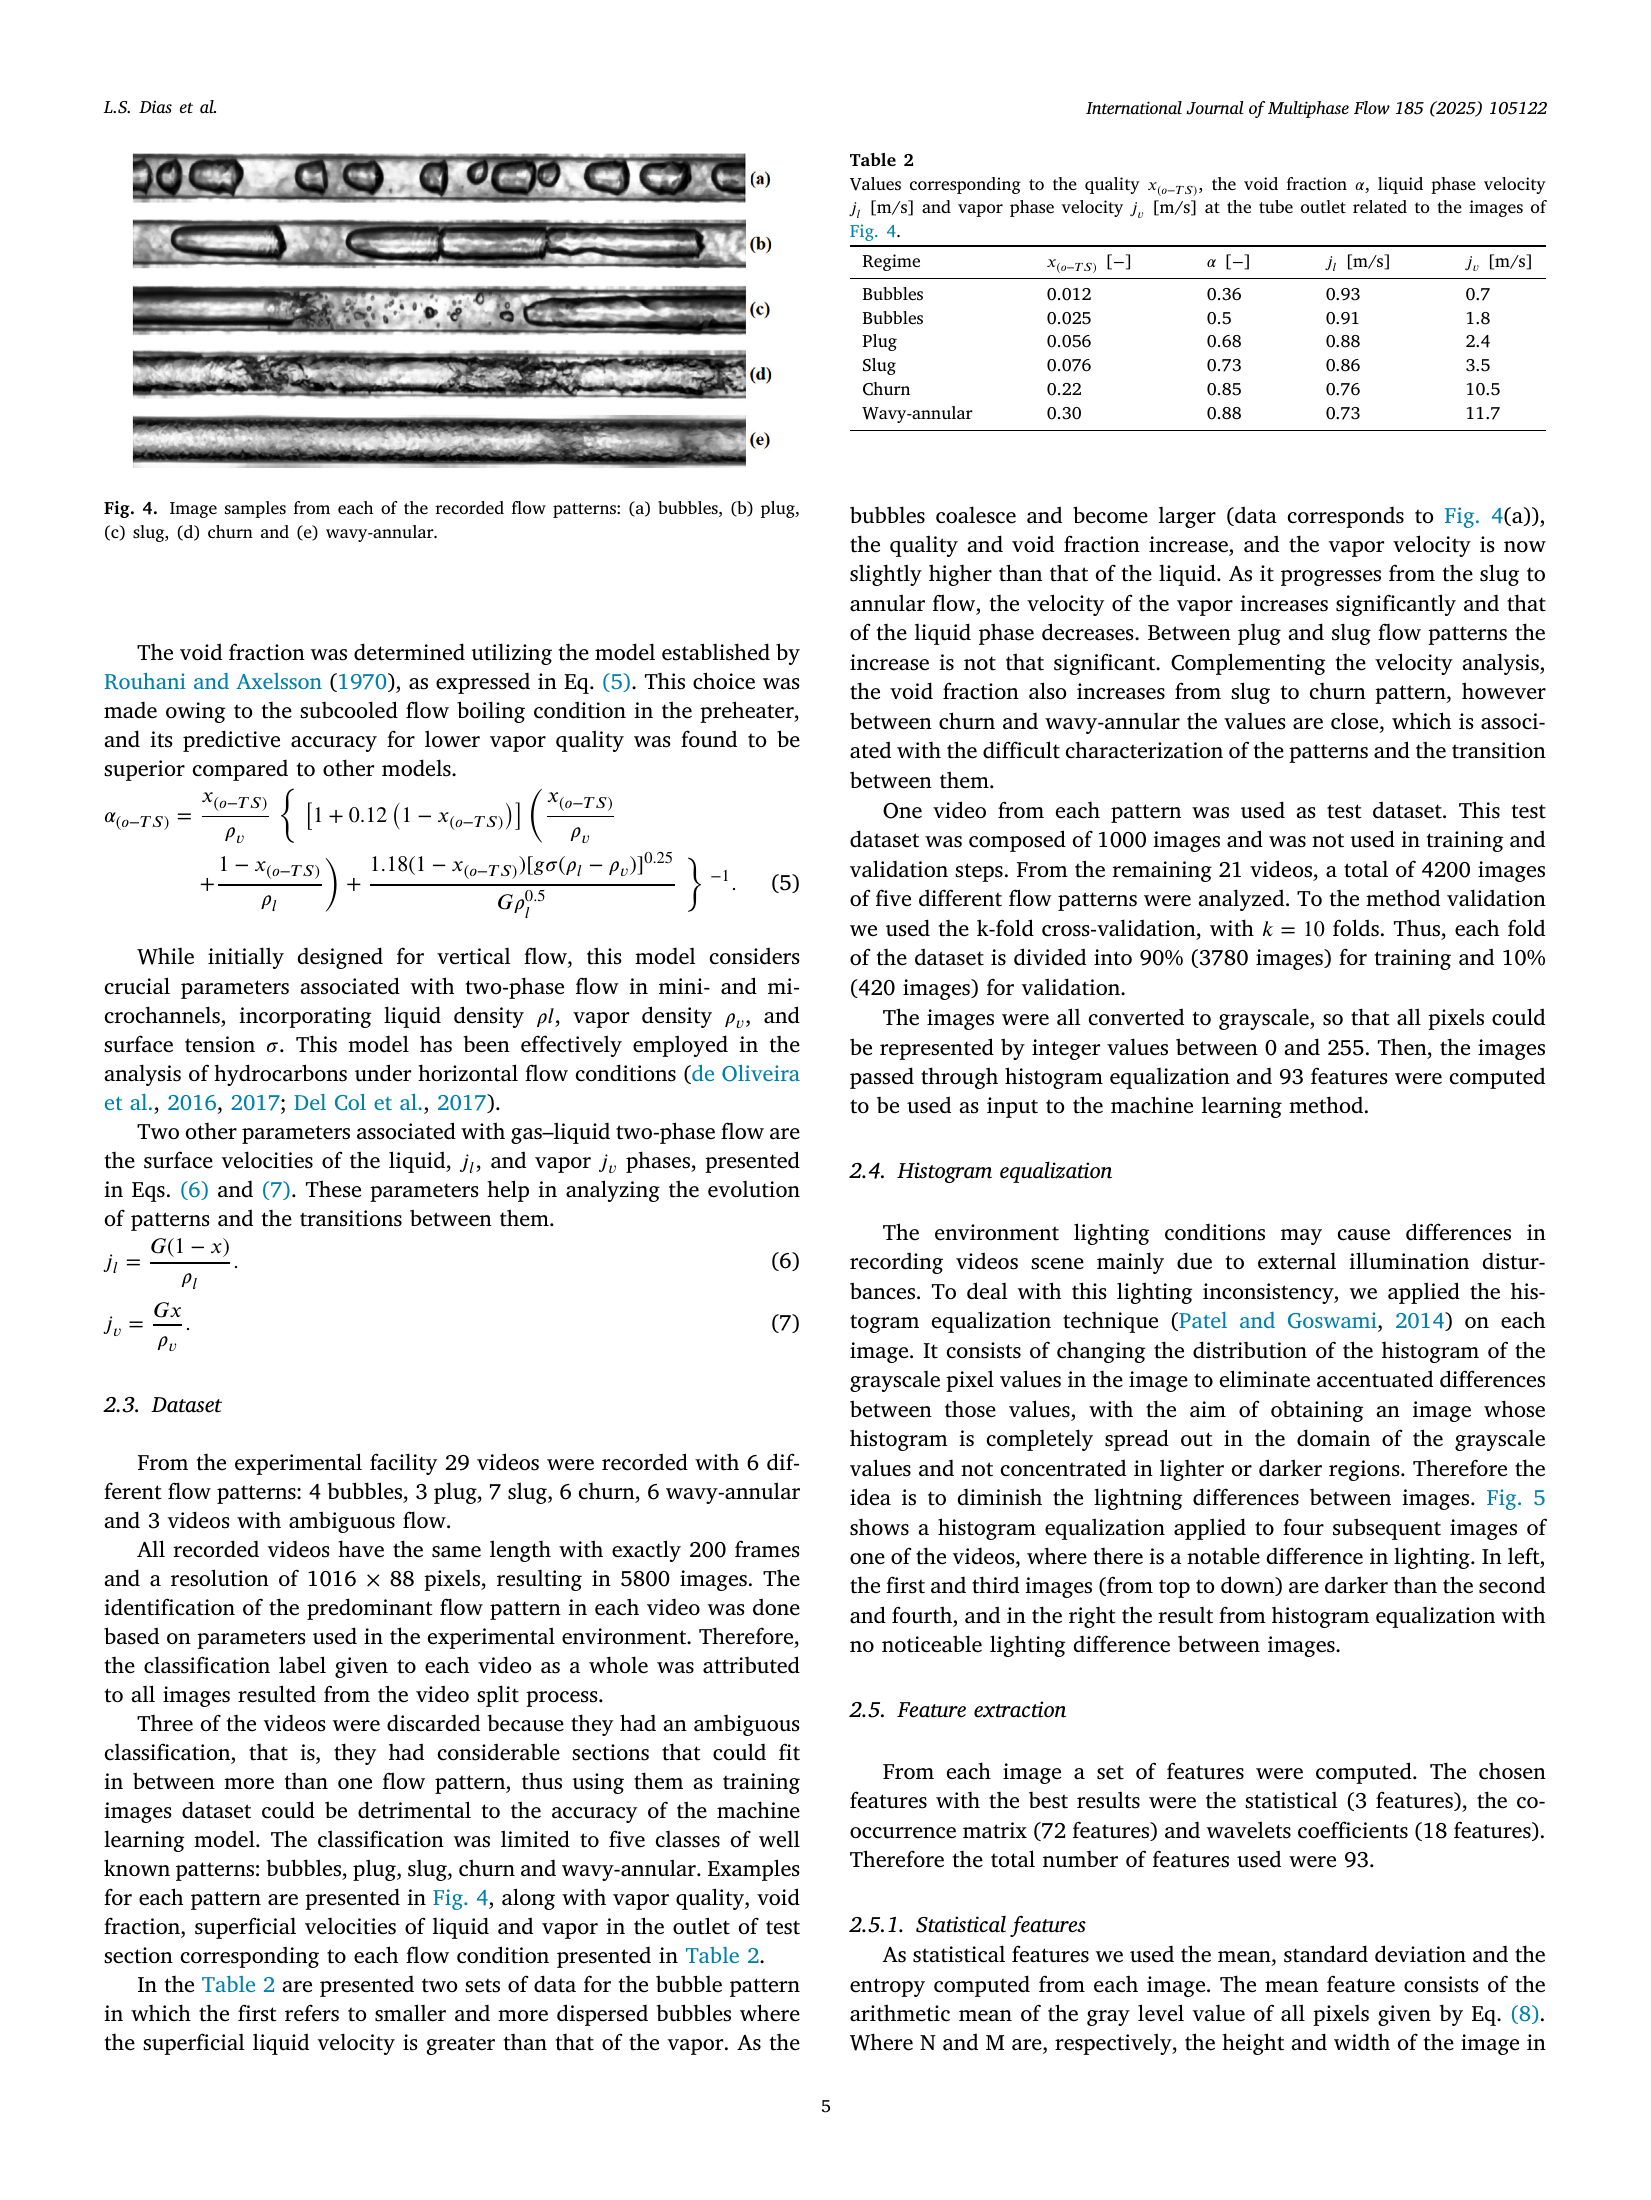 L.S. Dias et al.
International Journal of Multiphase Flow 185 (2025) 105122
(a)
(b)
(c)
(d)
(e)
Fig. 4. Image samples from each of the recorded flow patterns: (a) bubbles, (b) plug,
(c) slug, (d) churn and (e) wavy-annular.
The void fraction was determined utilizing the model established by
Rouhani and Axelsson (1970), as expressed in Eq. (5). This choice was
made owing to the subcooled flow boiling condition in the preheater,
and its predictive accuracy for lower vapor quality was found to be
superior compared to other models.
α(o−TS) = x(o−TS)/ρv { [1 + 0.12 (1 − x(o−TS))] ( x(o−TS)/ρv
+ (1 − x(o−TS))/ρl ) + 1.18(1 − x(o−TS))[gσ(ρl − ρv)]^0.25 / Gρl^0.5 } −1. (5)
While initially designed for vertical flow, this model considers
crucial parameters associated with two-phase flow in mini- and mi-
crochannels, incorporating liquid density ρl, vapor density ρv, and
surface tension σ. This model has been effectively employed in the
analysis of hydrocarbons under horizontal flow conditions (de Oliveira
et al., 2016, 2017; Del Col et al., 2017).
Two other parameters associated with gas–liquid two-phase flow are
the surface velocities of the liquid, jl, and vapor jv phases, presented
in Eqs. (6) and (7). These parameters help in analyzing the evolution
of patterns and the transitions between them.
jl = G(1 − x)/ρl. (6)
jv = Gx/ρv. (7)
2.3. Dataset
From the experimental facility 29 videos were recorded with 6 dif-
ferent flow patterns: 4 bubbles, 3 plug, 7 slug, 6 churn, 6 wavy-annular
and 3 videos with ambiguous flow.
All recorded videos have the same length with exactly 200 frames
and a resolution of 1016 × 88 pixels, resulting in 5800 images. The
identification of the predominant flow pattern in each video was done
based on parameters used in the experimental environment. Therefore,
the classification label given to each video as a whole was attributed
to all images resulted from the video split process.
Three of the videos were discarded because they had an ambiguous
classification, that is, they had considerable sections that could fit
in between more than one flow pattern, thus using them as training
images dataset could be detrimental to the accuracy of the machine
learning model. The classification was limited to five classes of well
known patterns: bubbles, plug, slug, churn and wavy-annular. Examples
for each pattern are presented in Fig. 4, along with vapor quality, void
fraction, superficial velocities of liquid and vapor in the outlet of test
section corresponding to each flow condition presented in Table 2.
In the Table 2 are presented two sets of data for the bubble pattern
in which the first refers to smaller and more dispersed bubbles where
the superficial liquid velocity is greater than that of the vapor. As the
Table 2
Values corresponding to the quality x(o−TS), the void fraction α, liquid phase velocity
jl [m/s] and vapor phase velocity jv [m/s] at the tube outlet related to the images of
Fig. 4.
Regime x(o−TS) [−] α [−] jl [m/s] jv [m/s]
Bubbles 0.012 0.36 0.93 0.7
Bubbles 0.025 0.5 0.91 1.8
Plug 0.056 0.68 0.88 2.4
Slug 0.076 0.73 0.86 3.5
Churn 0.22 0.85 0.76 10.5
Wavy-annular 0.30 0.88 0.73 11.7
bubbles coalesce and become larger (data corresponds to Fig. 4(a)),
the quality and void fraction increase, and the vapor velocity is now
slightly higher than that of the liquid. As it progresses from the slug to
annular flow, the velocity of the vapor increases significantly and that
of the liquid phase decreases. Between plug and slug flow patterns the
increase is not that significant. Complementing the velocity analysis,
the void fraction also increases from slug to churn pattern, however
between churn and wavy-annular the values are close, which is associ-
ated with the difficult characterization of the patterns and the transition
between them.
One video from each pattern was used as test dataset. This test
dataset was composed of 1000 images and was not used in training and
validation steps. From the remaining 21 videos, a total of 4200 images
of five different flow patterns were analyzed. To the method validation
we used the k-fold cross-validation, with k = 10 folds. Thus, each fold
of the dataset is divided into 90% (3780 images) for training and 10%
(420 images) for validation.
The images were all converted to grayscale, so that all pixels could
be represented by integer values between 0 and 255. Then, the images
passed through histogram equalization and 93 features were computed
to be used as input to the machine learning method.
2.4. Histogram equalization
The environment lighting conditions may cause differences in
recording videos scene mainly due to external illumination distur-
bances. To deal with this lighting inconsistency, we applied the his-
togram equalization technique (Patel and Goswami, 2014) on each
image. It consists of changing the distribution of the histogram of the
grayscale pixel values in the image to eliminate accentuated differences
between those values, with the aim of obtaining an image whose
histogram is completely spread out in the domain of the grayscale
values and not concentrated in lighter or darker regions. Therefore the
idea is to diminish the lightning differences between images. Fig. 5
shows a histogram equalization applied to four subsequent images of
one of the videos, where there is a notable difference in lighting. In left,
the first and third images (from top to down) are darker than the second
and fourth, and in the right the result from histogram equalization with
no noticeable lighting difference between images.
2.5. Feature extraction
From each image a set of features were computed. The chosen
features with the best results were the statistical (3 features), the co-
occurrence matrix (72 features) and wavelets coefficients (18 features).
Therefore the total number of features used were 93.
2.5.1. Statistical features
As statistical features we used the mean, standard deviation and the
entropy computed from each image. The mean feature consists of the
arithmetic mean of the gray level value of all pixels given by Eq. (8).
Where N and M are, respectively, the height and width of the image in
5